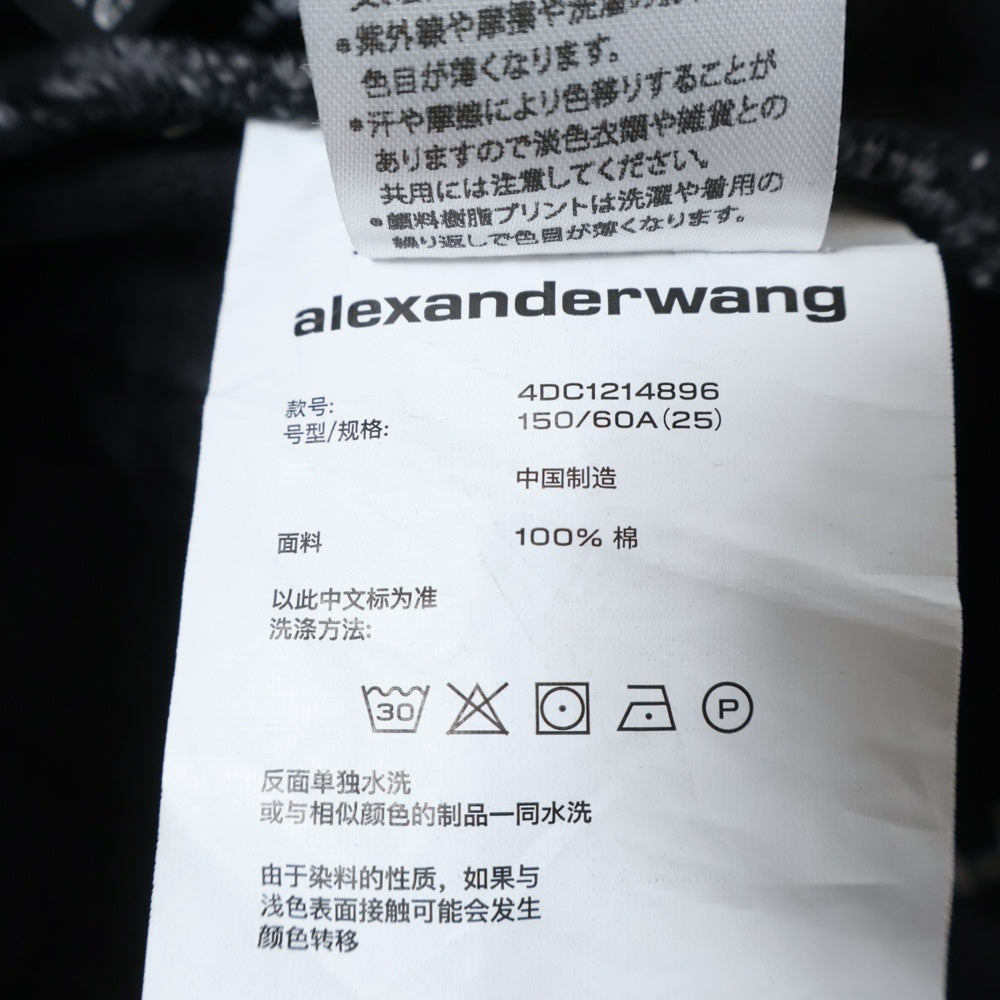 ●紫外線や摩擦や洗濯の
色目が薄くなります。
●汗や摩擦により色移りすることが
ありますので淡色衣類や雑貨との
共用には注意してください。
●顔料樹脂プリントは洗濯や着用の
繰り返しで色目が薄くなります。
alexanderwang
款号: 4DC1214896
号型/规格: 150/60A(25)
中国制造
面料 100% 棉
以此中文标为准
洗涤方法:
30 P
反面单独水洗
或与相似颜色的制品一同水洗
由于染料的性质，如果与
浅色表面接触可能会发生
颜色转移